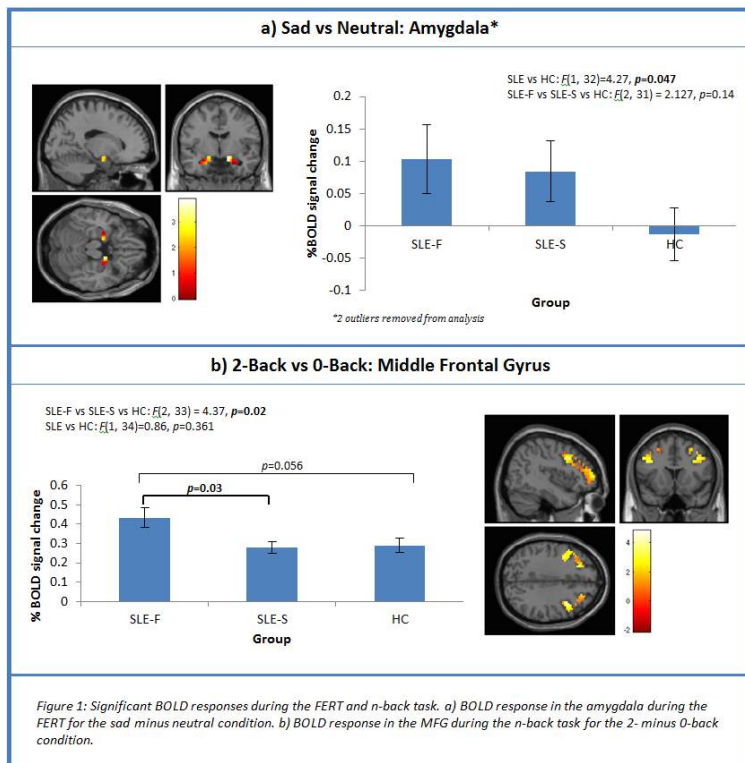 a) Sad vs Neutral: Amygdala*
SLE vs HC: F(1, 32)=4.27, p=0.047
SLE-F vs SLE-S vs HC: F(2, 31) = 2.127, p=0.14
3
2
1
0
%BOLD signal change
0.2
0.15
0.1
0.05
0
-0.05
-0.1
SLE-F
SLE-S
HC
Group
*2 outliers removed from analysis
b) 2-Back vs 0-Back: Middle Frontal Gyrus
SLE-F vs SLE-S vs HC: F(2, 33) = 4.37, p=0.02
SLE vs HC: F(1, 34)=0.86, p=0.361
p=0.056
p=0.03
% BOLD signal change
0.6
0.5
0.4
0.3
0.2
0.1
0
SLE-F
SLE-S
HC
Group
4
2
0
-2
Figure 1: Significant BOLD responses during the FERT and n-back task. a) BOLD response in the amygdala during the
FERT for the sad minus neutral condition. b) BOLD response in the MFG during the n-back task for the 2- minus 0-back
condition.